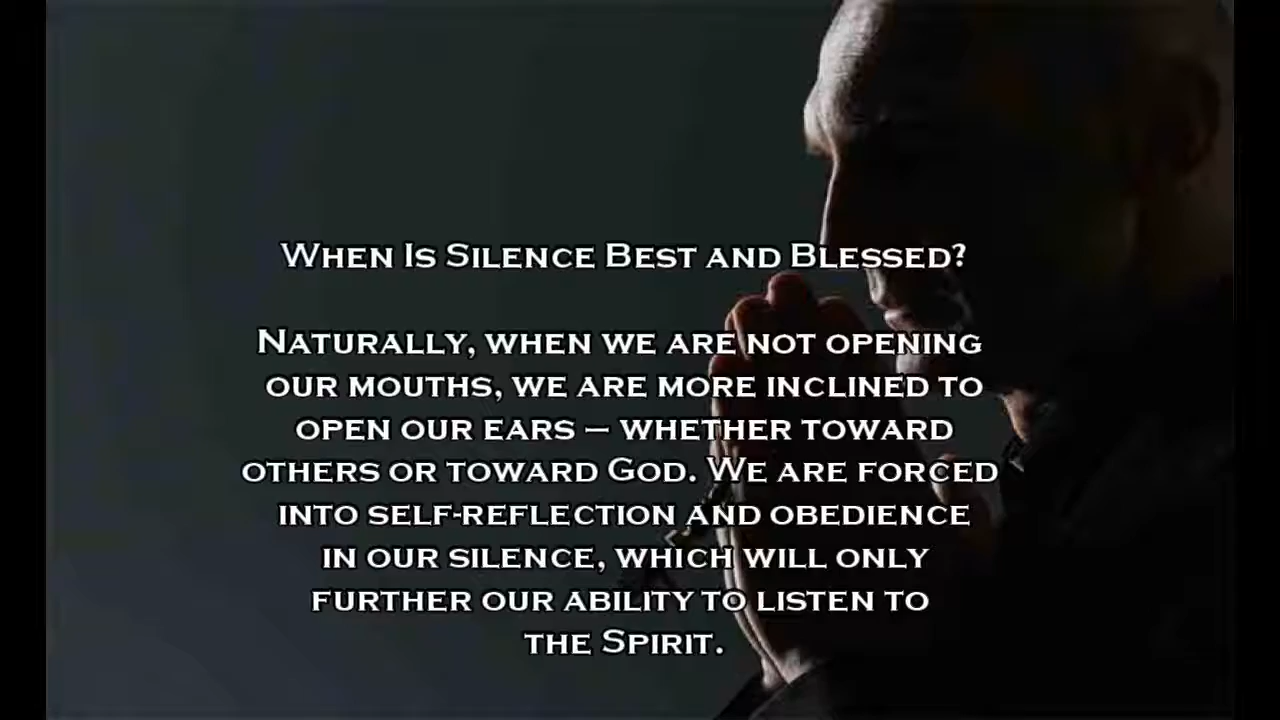 When Is Silence Best and Blessed?
Naturally, when we are not opening
our mouths, we are more inclined to
open our ears – whether toward
others or toward God. We are forced
into self-reflection and obedience
in our silence, which will only
further our ability to listen to
the Spirit.